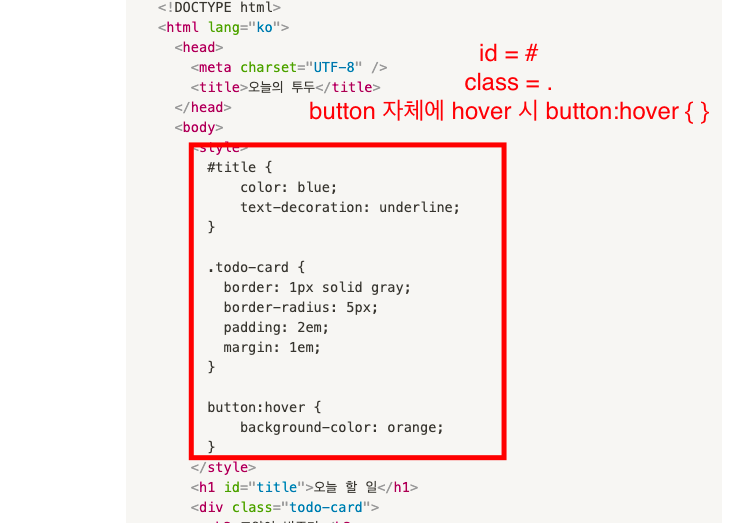 <!DOCTYPE html>
<html lang="ko">
<head>
<meta charset="UTF-8" />
<title>오늘의 투두</title>
</head>
<body>
id = #
class = .
button 자체에 hover 시 button:hover { }
<style>
#title {
color: blue;
text-decoration: underline;
}
.todo-card {
border: 1px solid gray;
border-radius: 5px;
padding: 2em;
margin: 1em;
}
button:hover {
background-color: orange;
}
</style>
<h1 id="title">오늘 할 일</h1>
<div class="todo-card">